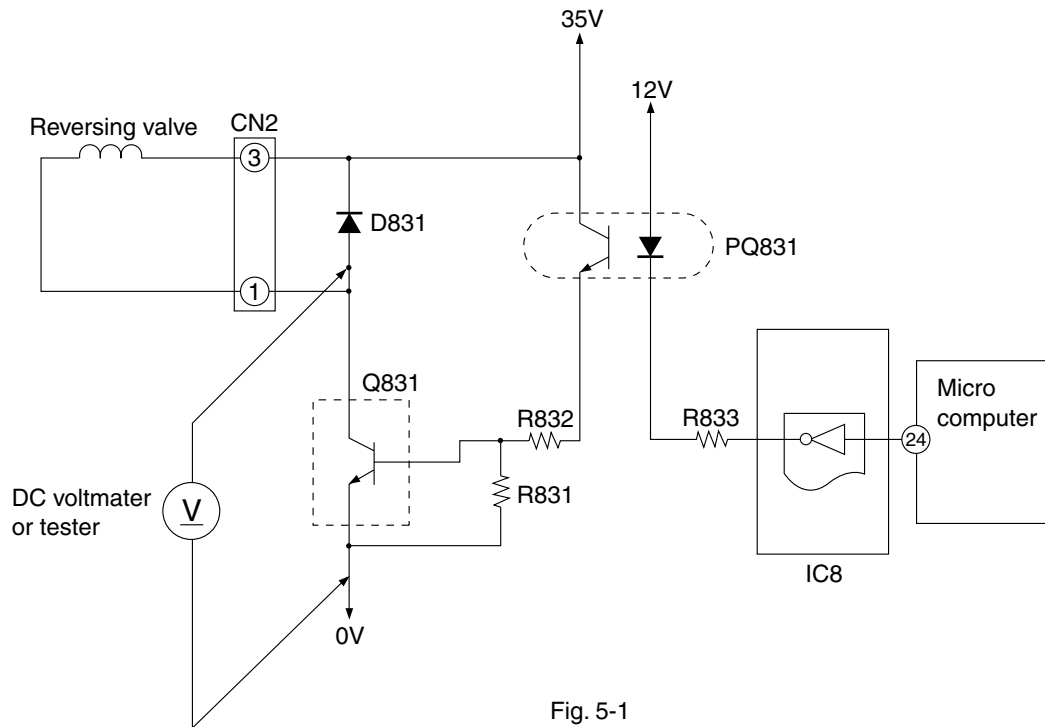 35V
12V
Reversing valve
CN2
3
D831
PQ831
1
Q831
R832
R833
Micro
computer
24
R831
DC voltmater
or tester
V
IC8
0V
Fig. 5-1